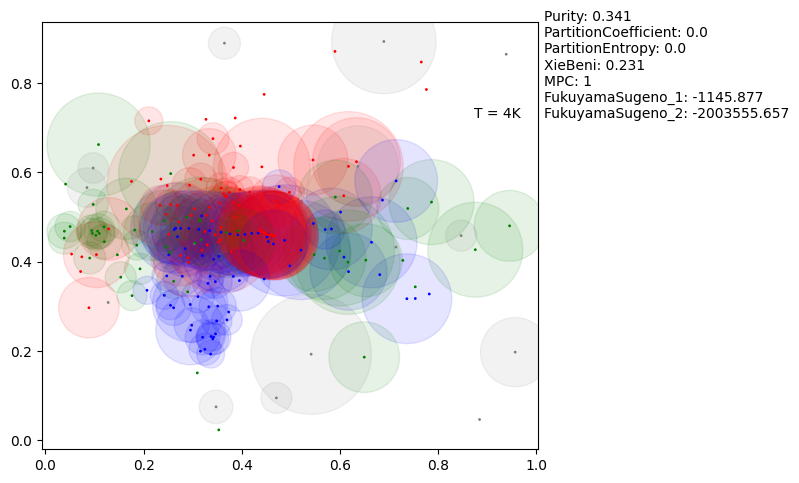 Purity: 0.341
PartitionCoefficient: 0.0
PartitionEntropy: 0.0
XieBeni: 0.231
MPC: 1
FukuyamaSugeno_1: -1145.877
FukuyamaSugeno_2: -2003555.657
T = 4K
0.8
0.6
0.4
0.2
0.0
0.0 0.2 0.4 0.6 0.8 1.0